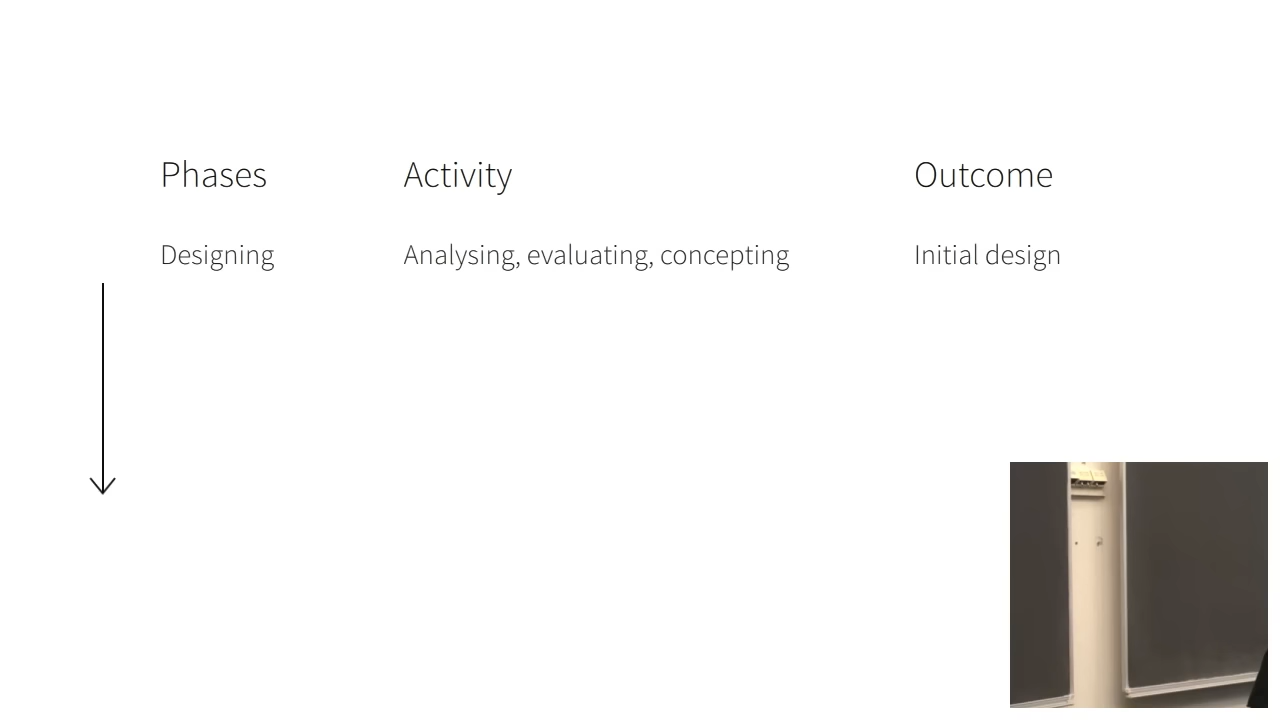 Phases Activity Outcome
Designing Analysing, evaluating, concepting Initial design